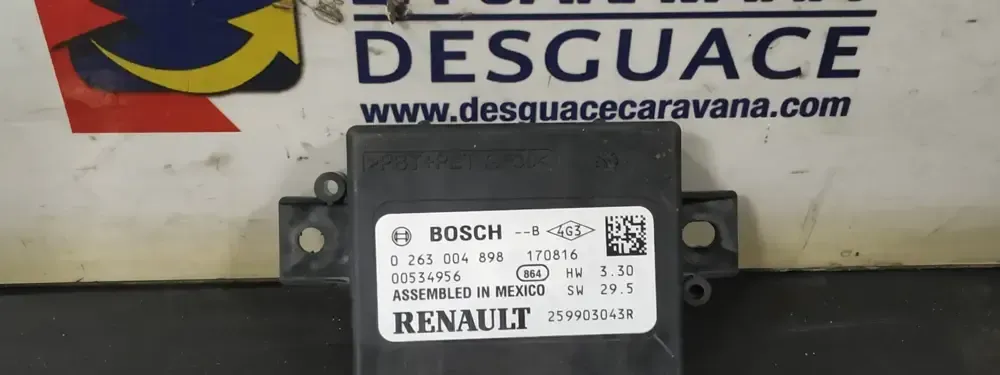 DESGUACE
www.desguacecaravana.com
BOSCH --B 4G3
0 263 004 898 170816
00534956 864 HW 3.30
ASSEMBLED IN MEXICO SW 29.5
RENAULT 259903043R